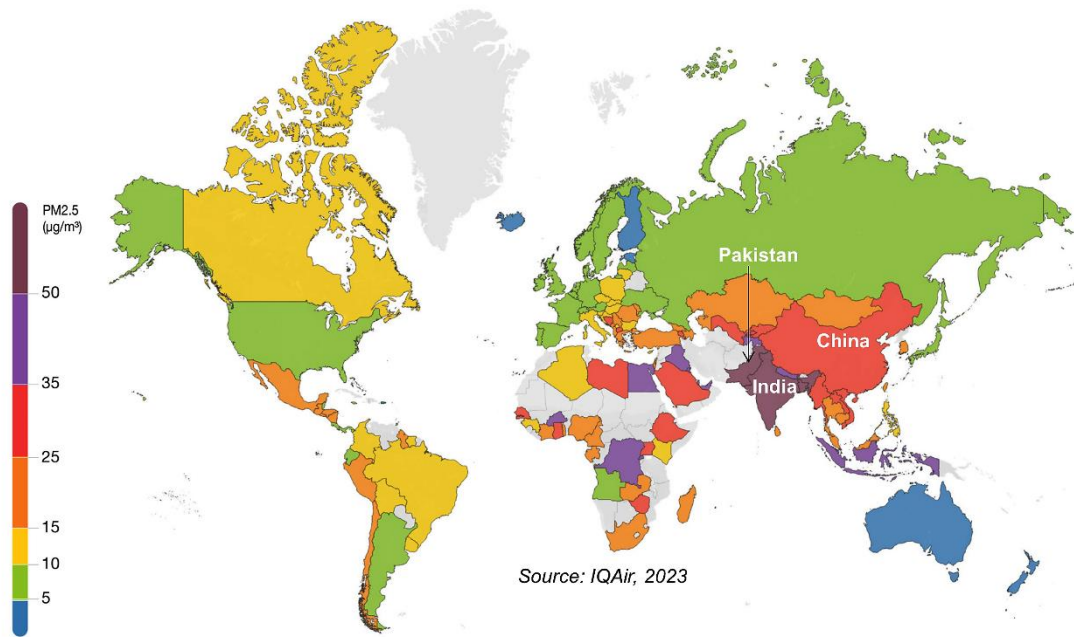 PM2.5
(µg/m³)
50
35
25
15
10
5
Pakistan
China
India
Source: IQAir, 2023